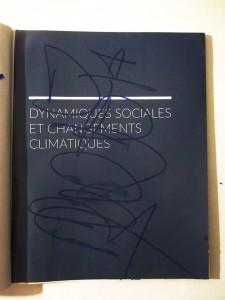 DYNAMIQUES SOCIALES
ET CHANGEMENTS
CLIMATIQUES